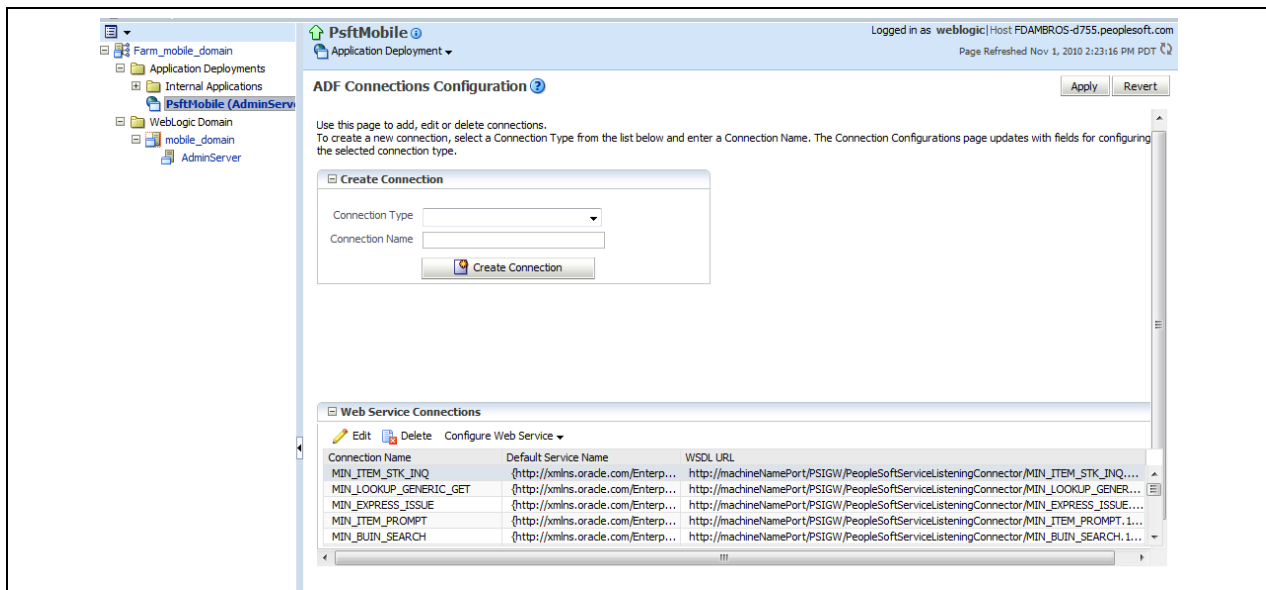 PsftMobile
Logged in as weblogic|Host FDAMBROS-d755.peoplesoft.com
Application Deployment
Page Refreshed Nov 1, 2010 2:23:16 PM PDT
Farm_mobile_domain
Application Deployments
Internal Applications
PsftMobile (AdminServe
WebLogic Domain
mobile_domain
AdminServer
ADF Connections Configuration
Apply
Revert
Use this page to add, edit or delete connections.
To create a new connection, select a Connection Type from the list below and enter a Connection Name. The Connection Configurations page updates with fields for configuring
the selected connection type.
Create Connection
Connection Type
Connection Name
Create Connection
Web Service Connections
Edit Delete Configure Web Service
Connection Name Default Service Name WSDL URL
MIN_ITEM_STK_INQ {http://xmlns.oracle.com/Enterp... http://machineNamePort/PSIGW/PeopleSoftServiceListeningConnector/MIN_ITEM_STK_INQ....
MIN_LOOKUP_GENERIC_GET {http://xmlns.oracle.com/Enterp... http://machineNamePort/PSIGW/PeopleSoftServiceListeningConnector/MIN_LOOKUP_GENER...
MIN_EXPRESS_ISSUE {http://xmlns.oracle.com/Enterp... http://machineNamePort/PSIGW/PeopleSoftServiceListeningConnector/MIN_EXPRESS_ISSUE....
MIN_ITEM_PROMPT {http://xmlns.oracle.com/Enterp... http://machineNamePort/PSIGW/PeopleSoftServiceListeningConnector/MIN_ITEM_PROMPT.1...
MIN_BUIN_SEARCH {http://xmlns.oracle.com/Enterp... http://machineNamePort/PSIGW/PeopleSoftServiceListeningConnector/MIN_BUIN_SEARCH.1...